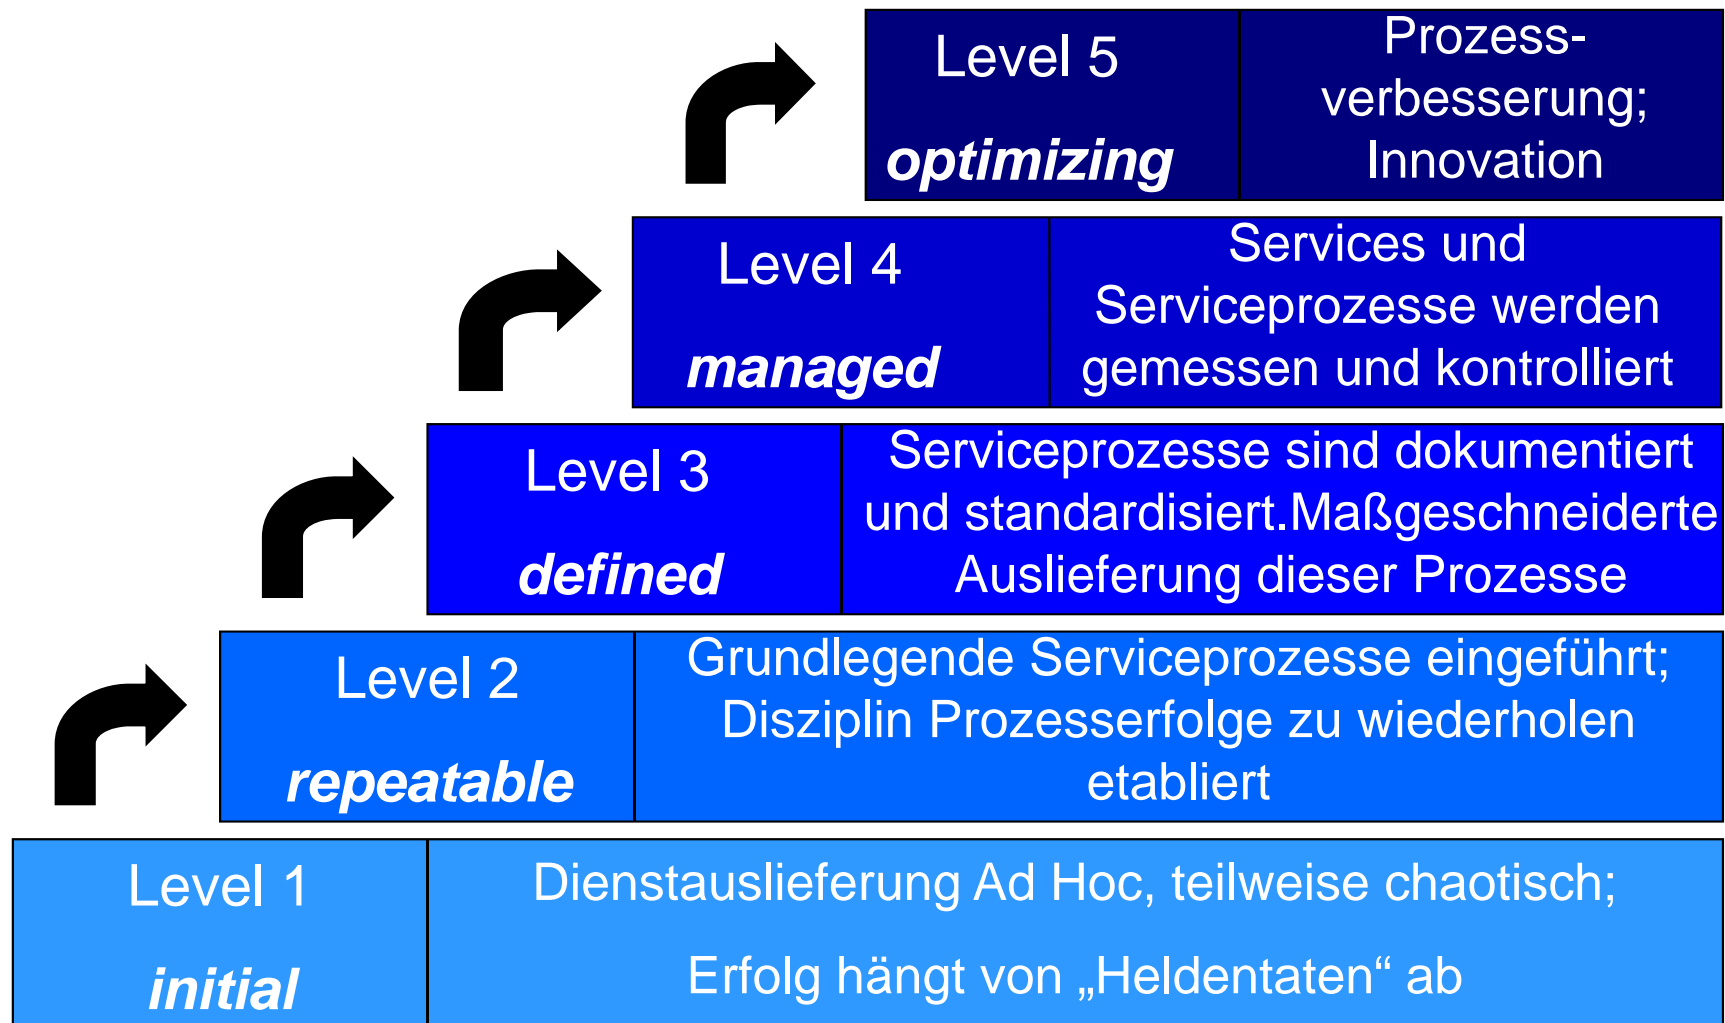 Level 5
optimizing
Prozess-
verbesserung;
Innovation
Level 4
managed
Services und
Serviceprozesse werden
gemessen und kontrolliert
Level 3
defined
Serviceprozesse sind dokumentiert
und standardisiert.Maßgeschneiderte
Auslieferung dieser Prozesse
Level 2
repeatable
Grundlegende Serviceprozesse eingeführt;
Disziplin Prozesserfolge zu wiederholen
etabliert
Level 1
initial
Dienstauslieferung Ad Hoc, teilweise chaotisch;
Erfolg hängt von „Heldentaten“ ab